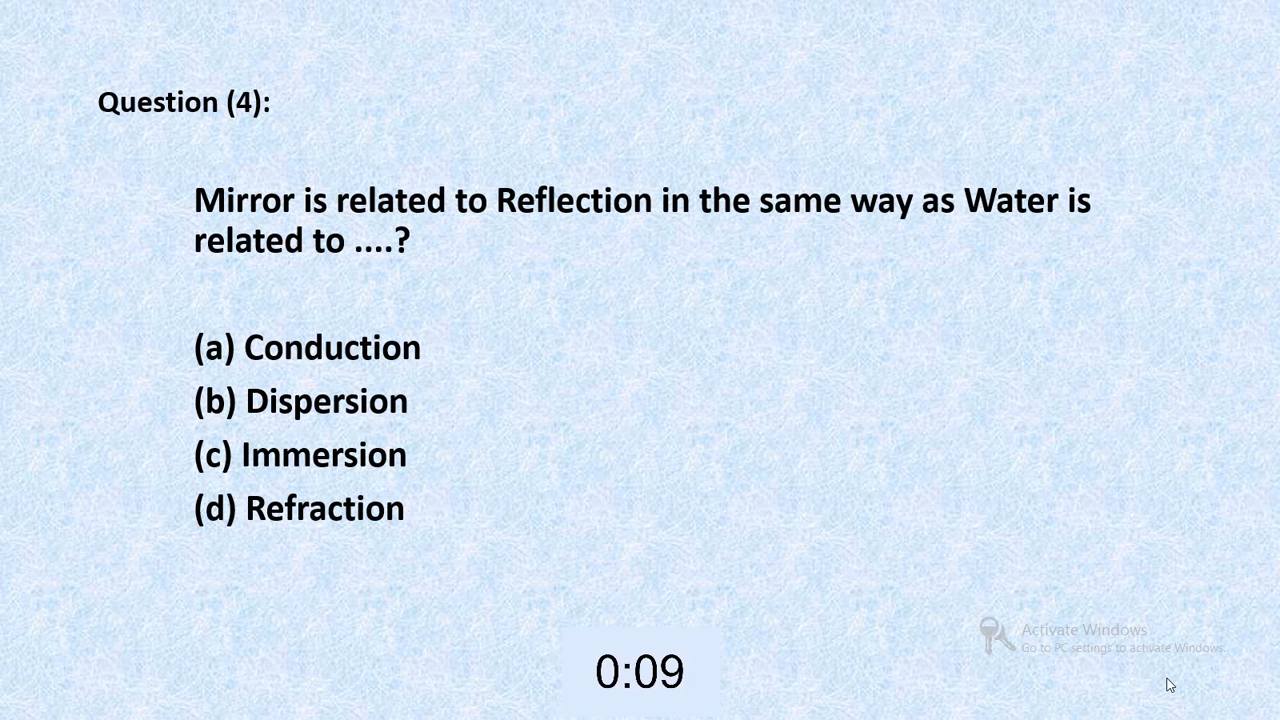 Question (4):
Mirror is related to Reflection in the same way as Water is
related to ....?
(a) Conduction
(b) Dispersion
(c) Immersion
(d) Refraction
Activate Windows
Go to PC settings to activate Windows.
0:09